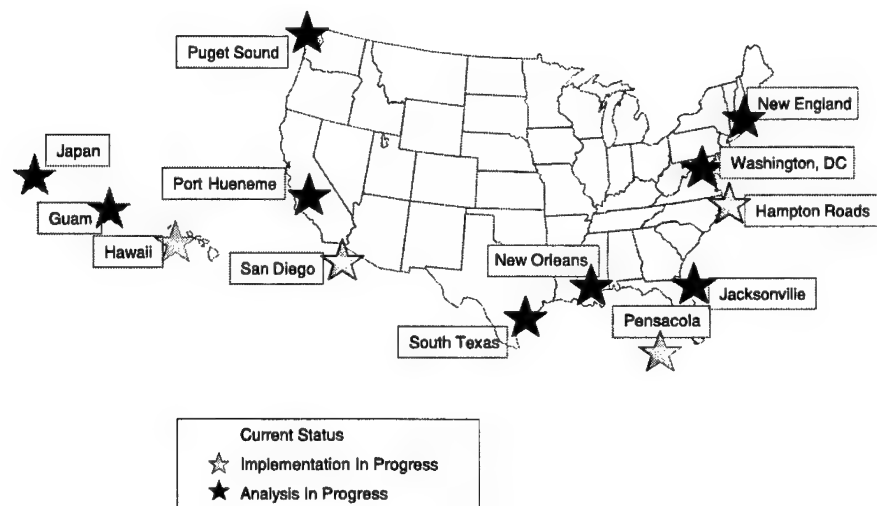 Puget Sound
New England
Japan
Washington, DC
Port Hueneme
Guam
Hampton Roads
Hawaii
San Diego
New Orleans
Jacksonville
Pensacola
South Texas
Current Status
Implementation In Progress
Analysis In Progress